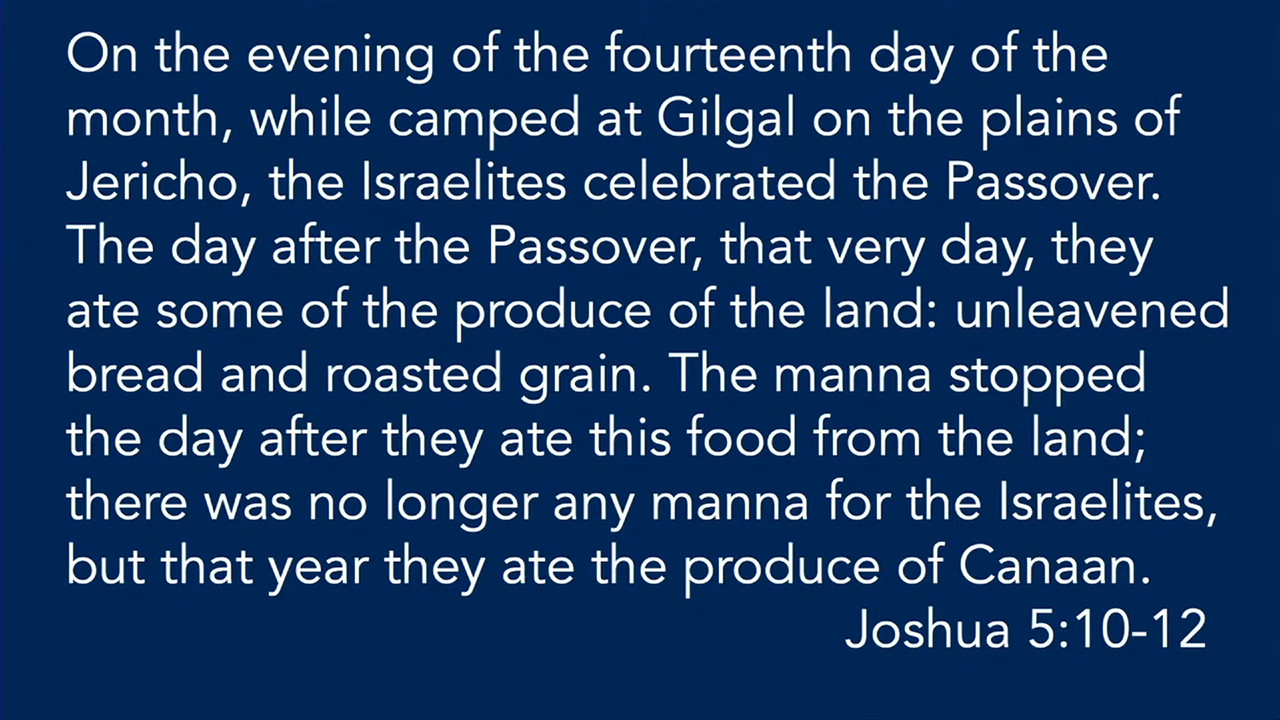 On the evening of the fourteenth day of the
month, while camped at Gilgal on the plains of
Jericho, the Israelites celebrated the Passover.
The day after the Passover, that very day, they
ate some of the produce of the land: unleavened
bread and roasted grain. The manna stopped
the day after they ate this food from the land;
there was no longer any manna for the Israelites,
but that year they ate the produce of Canaan.
Joshua 5:10-12